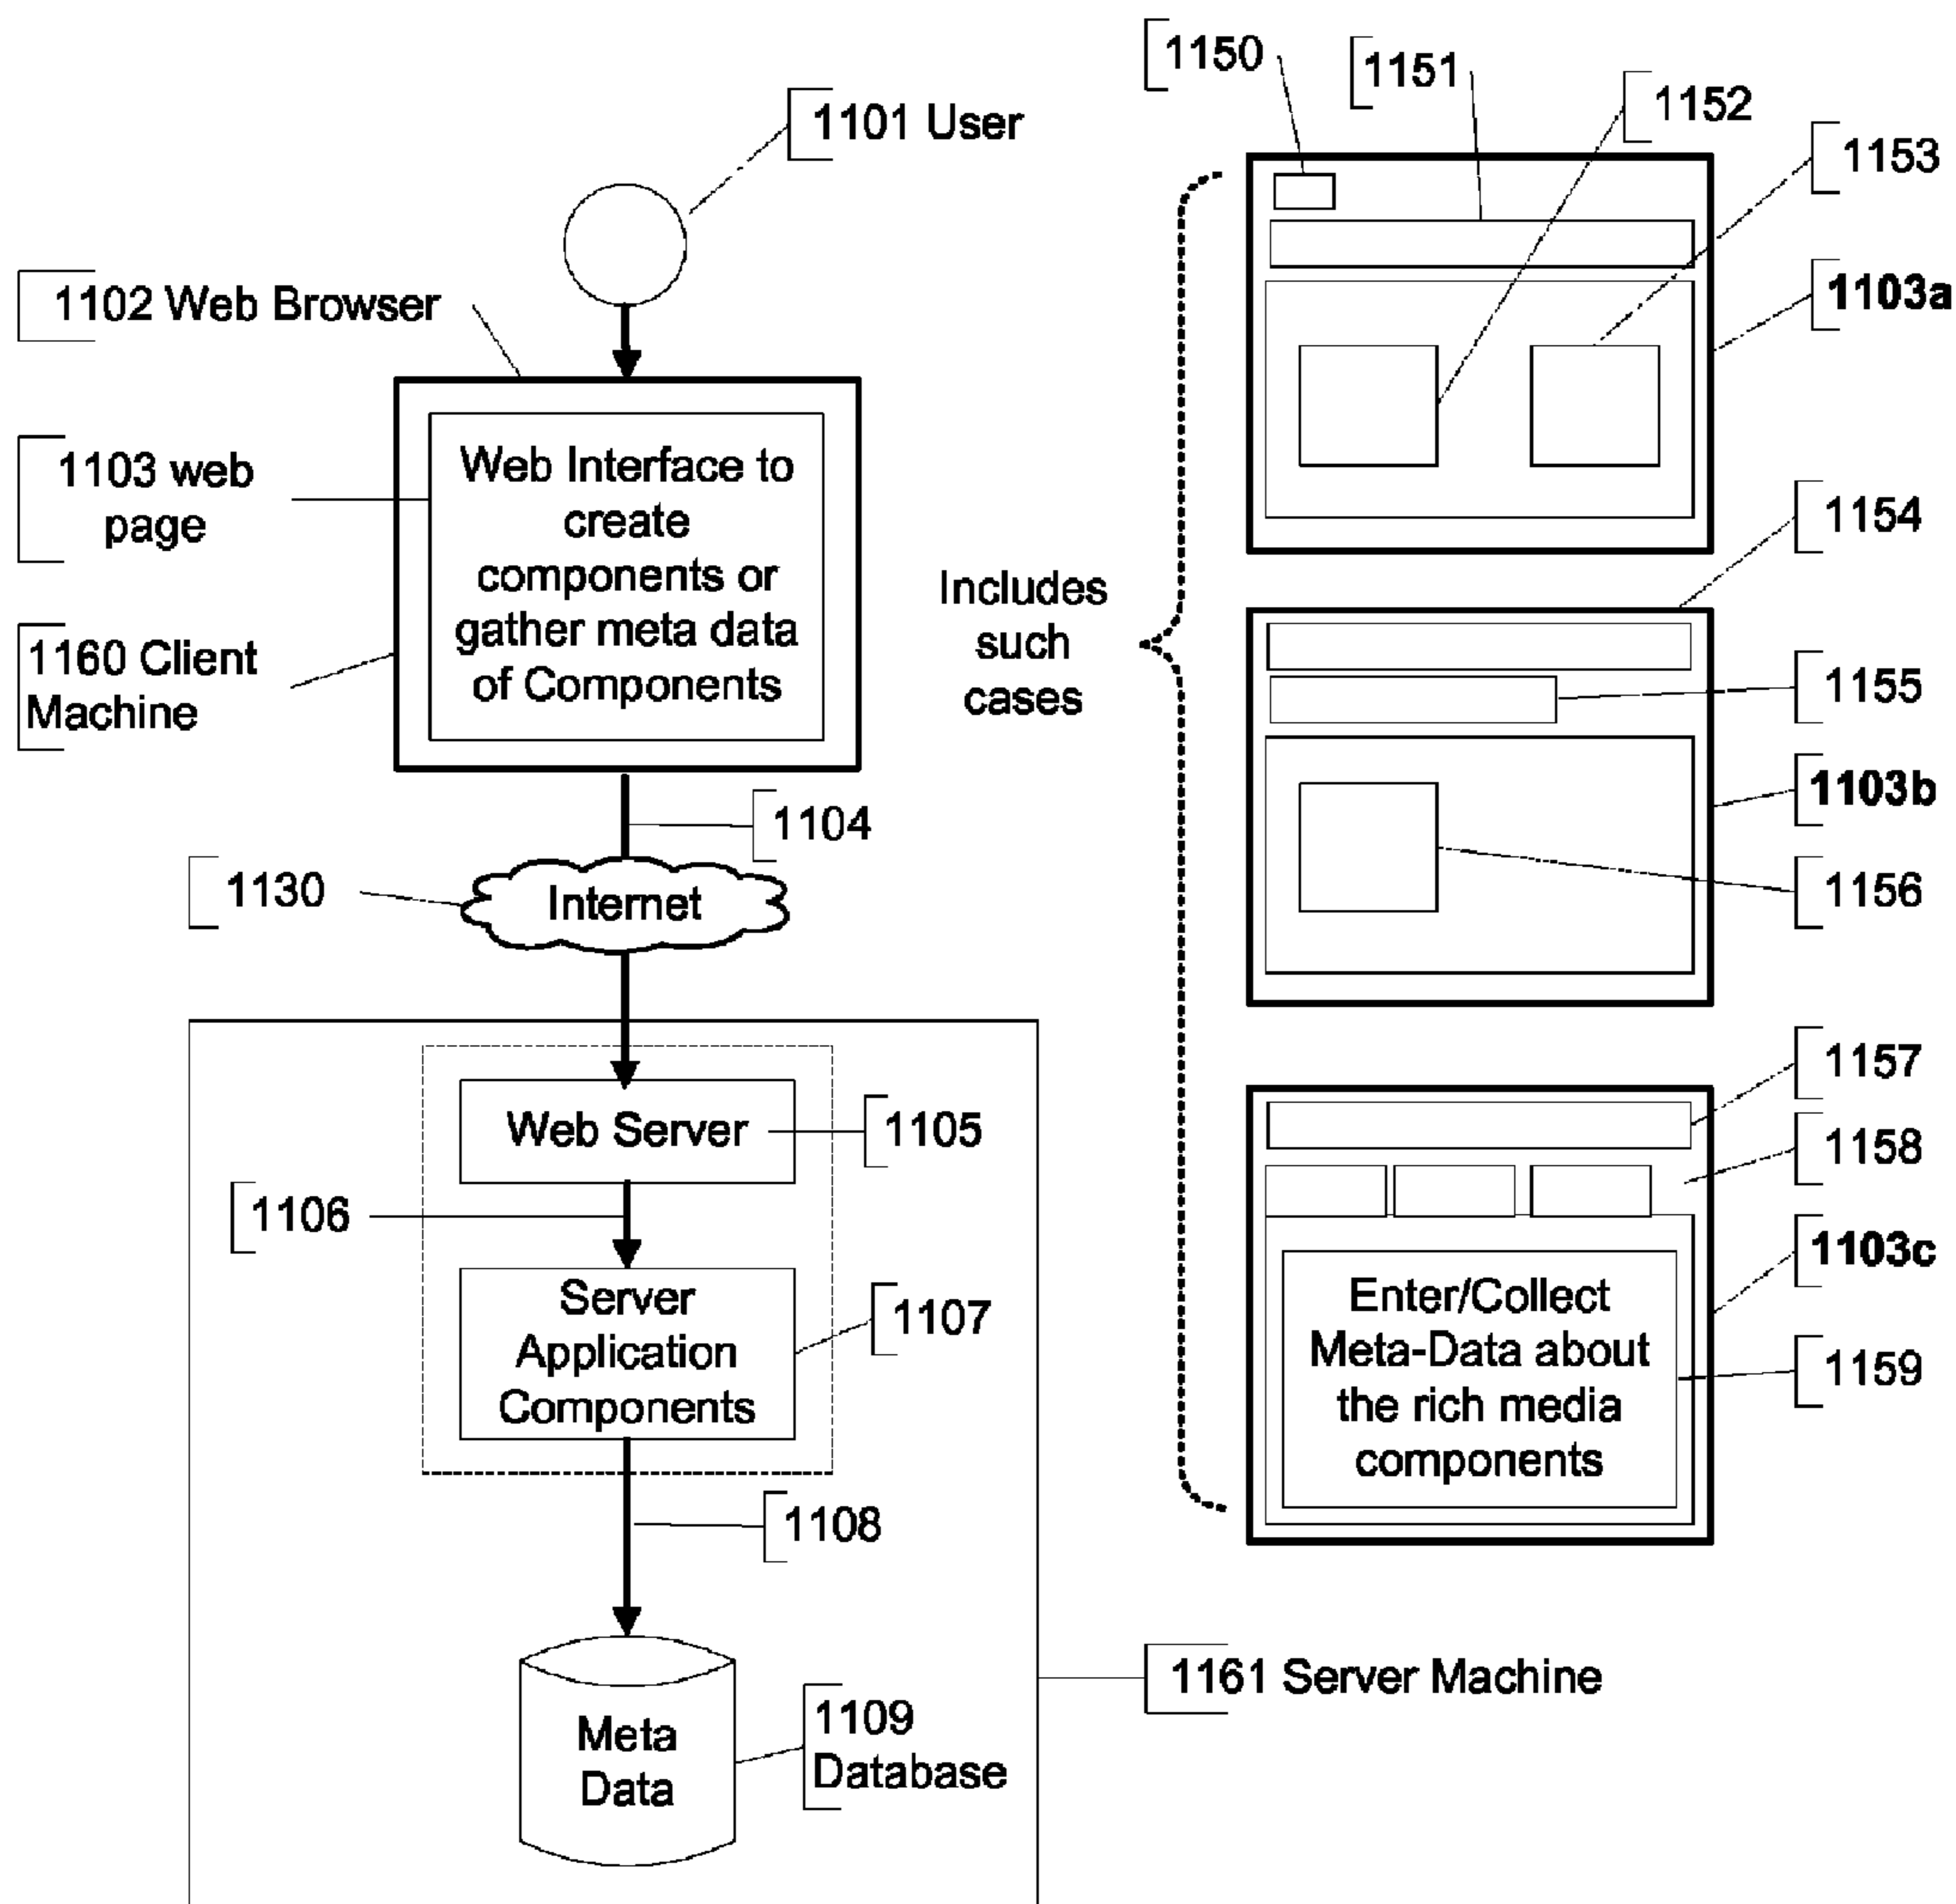 1101 User
1102 Web Browser
1103 web
page
1160 Client
Machine
Web Interface to
create
components or
gather meta data
of Components
1104
1130
Internet
Web Server
1105
1106
Server
Application
Components
1107
1108
Meta
Data
1109
Database
1161 Server Machine
Includes
such
cases
1150
1151
1152
1153
1103a
1154
1155
1103b
1156
1157
1158
1103c
Enter/Collect
Meta-Data about
the rich media
components
1159